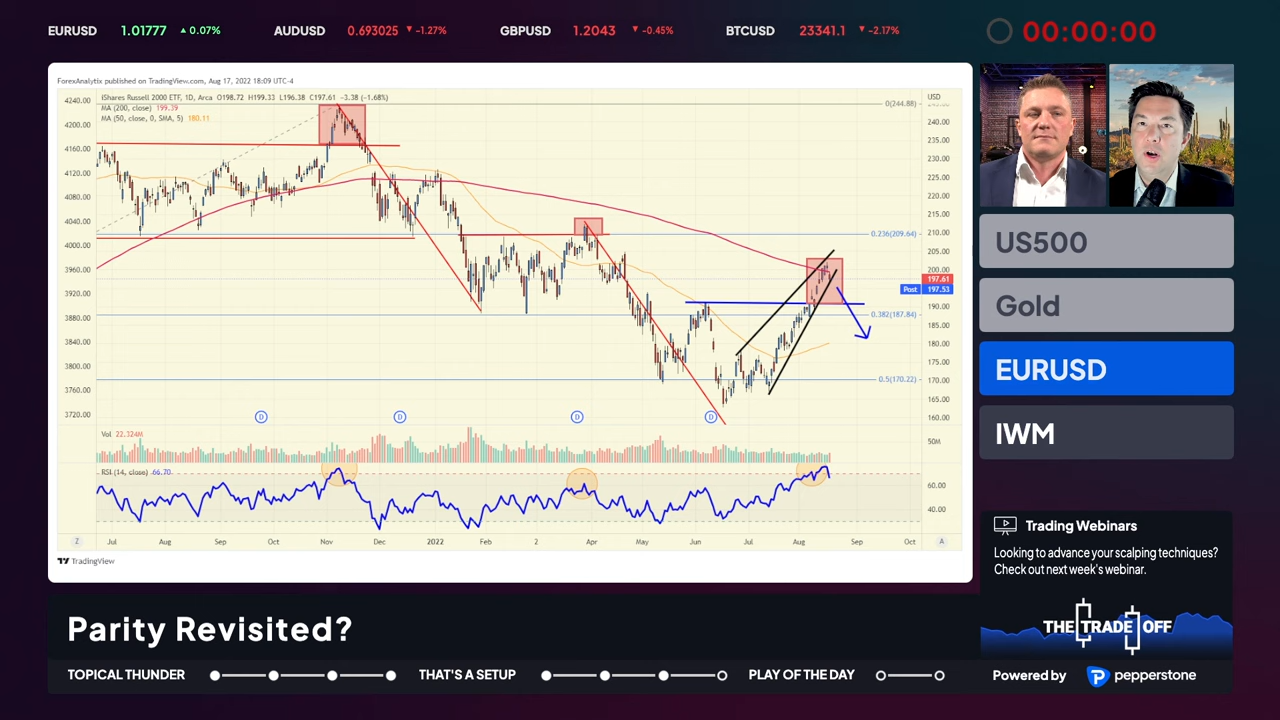 EURUSD 1.01777 ▲ 0.07% AUDUSD 0.693025 ▼ -1.27% GBPUSD 1.2043 ▼ -0.45% BTCUSD 23341.1 ▼ -2.17% 00:00:00
ForexAnalytix published on TradingView.com, Aug 17, 2022 18:09 UTC-4
iShares Russell 2000 ETF, 1D, Arca O198.72 H199.33 L196.38 C197.61 -3.38 (-1.68%)
MA (200, close) 199.39
MA (50, close, 0, SMA, 5) 180.11
4240.00
4200.00
4160.00
4120.00
4080.00
4040.00
4000.00
3960.00
3920.00
3880.00
3840.00
3800.00
3760.00
3720.00
USD
0(244.88)
240.00
235.00
230.00
225.00
220.00
215.00
210.00
0.236(209.64)
200.00
197.61
Post 197.53
190.00
0.382(187.84)
185.00
180.00
175.00
0.5(170.22)
170.00
165.00
160.00
D D D D
Vol 22.324M
50M
RSI (14, close) 66.70
60.00
40.00
Z Jul Aug Sep Oct Nov Dec 2022 Feb 2 Apr May Jun Jul Aug Sep Oct A
TradingView
US500
Gold
EURUSD
IWM
Trading Webinars
Looking to advance your scalping techniques?
Check out next week's webinar.
THE TRADE OFF
Parity Revisited?
TOPICAL THUNDER THAT'S A SETUP PLAY OF THE DAY
Powered by pepperstone